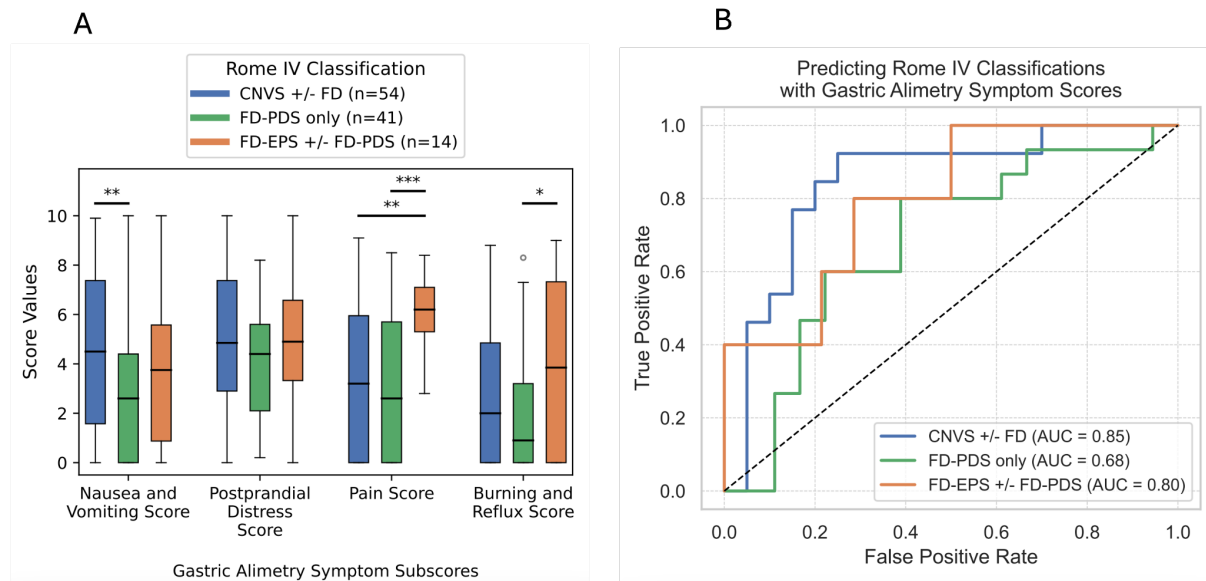 A
Rome IV Classification
CNVS +/- FD (n=54)
FD-PDS only (n=41)
FD-EPS +/- FD-PDS (n=14)
**
***
**
*
10
8
6
4
2
0
Score Values
Nausea and
Vomiting Score
Postprandial
Distress
Score
Pain Score
Burning and
Reflux Score
Gastric Alimetry Symptom Subscores
B
Predicting Rome IV Classifications
with Gastric Alimetry Symptom Scores
1.0
0.8
0.6
0.4
0.2
0.0
True Positive Rate
CNVS +/- FD (AUC = 0.85)
FD-PDS only (AUC = 0.68)
FD-EPS +/- FD-PDS (AUC = 0.80)
0.0 0.2 0.4 0.6 0.8 1.0
False Positive Rate